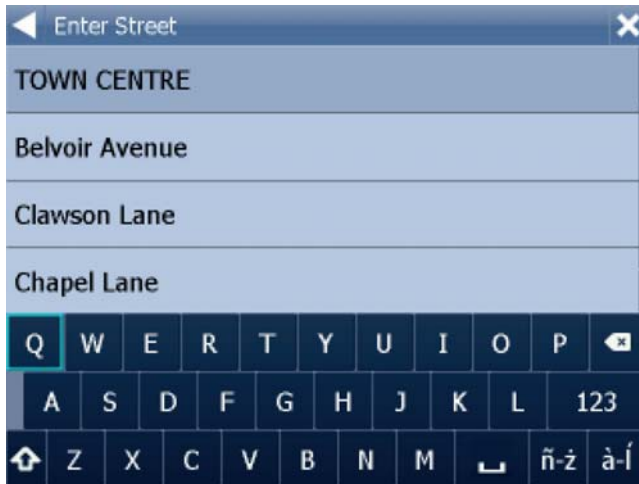 Enter Street
TOWN CENTRE
Belvoir Avenue
Clawson Lane
Chapel Lane
Q W E R T Y U I O P
A S D F G H J K L 123
Z X C V B N M ñ-ż à-Í